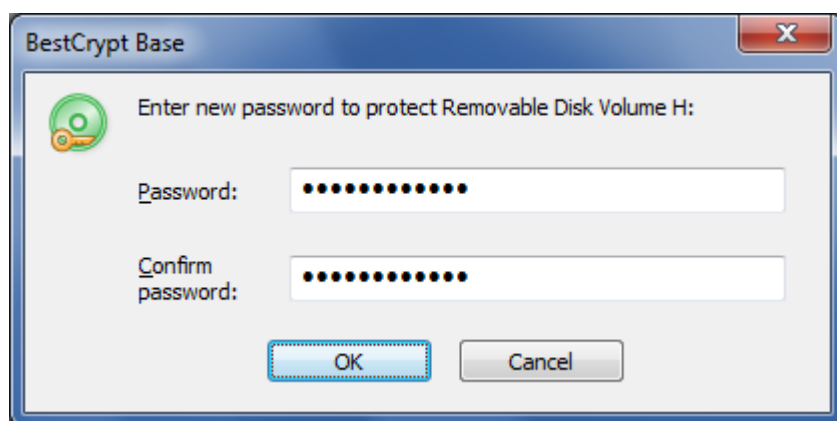 BestCrypt Base
Enter new password to protect Removable Disk Volume H:
Password: ●●●●●●●●●●●●
Confirm
password: ●●●●●●●●●●●●
OK Cancel